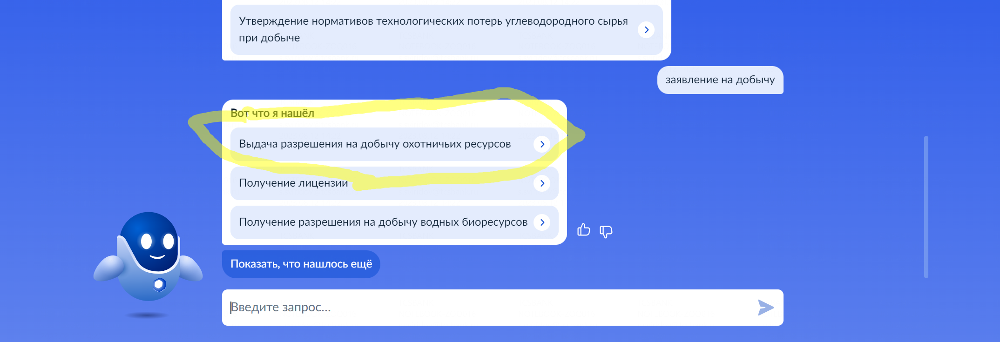 Утверждение нормативов технологических потерь углеводородного сырья
при добыче
заявление на добычу
Вот что я нашёл
Выдача разрешения на добычу охотничьих ресурсов
Получение лицензии
Получение разрешения на добычу водных биоресурсов
Показать, что нашлось ещё
Введите запрос...